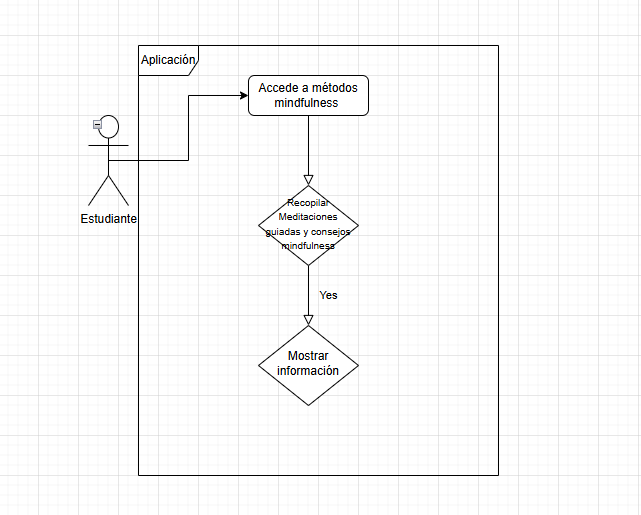 Aplicación
Accede a métodos
mindfulness
Estudiante
Recopilar
Meditaciones
guiadas y consejos
mindfulness
Yes
Mostrar
información